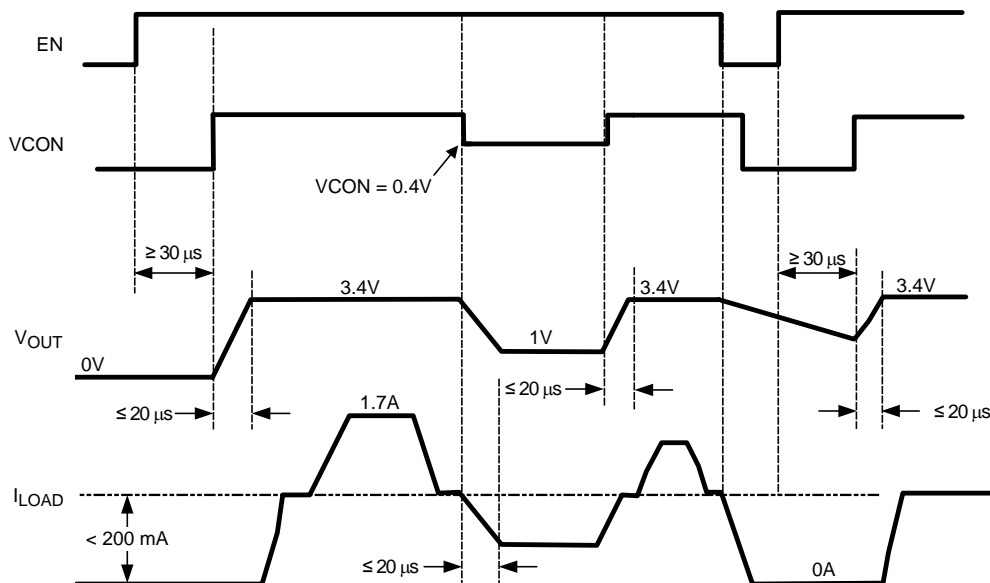 EN
VCON
VCON = 0.4V
≥ 30 μs
≥ 30 μs
3.4V
3.4V
3.4V
VOUT
1V
0V
≤ 20 μs
≤ 20 μs
≤ 20 μs
1.7A
ILOAD
< 200 mA
≤ 20 μs
0A